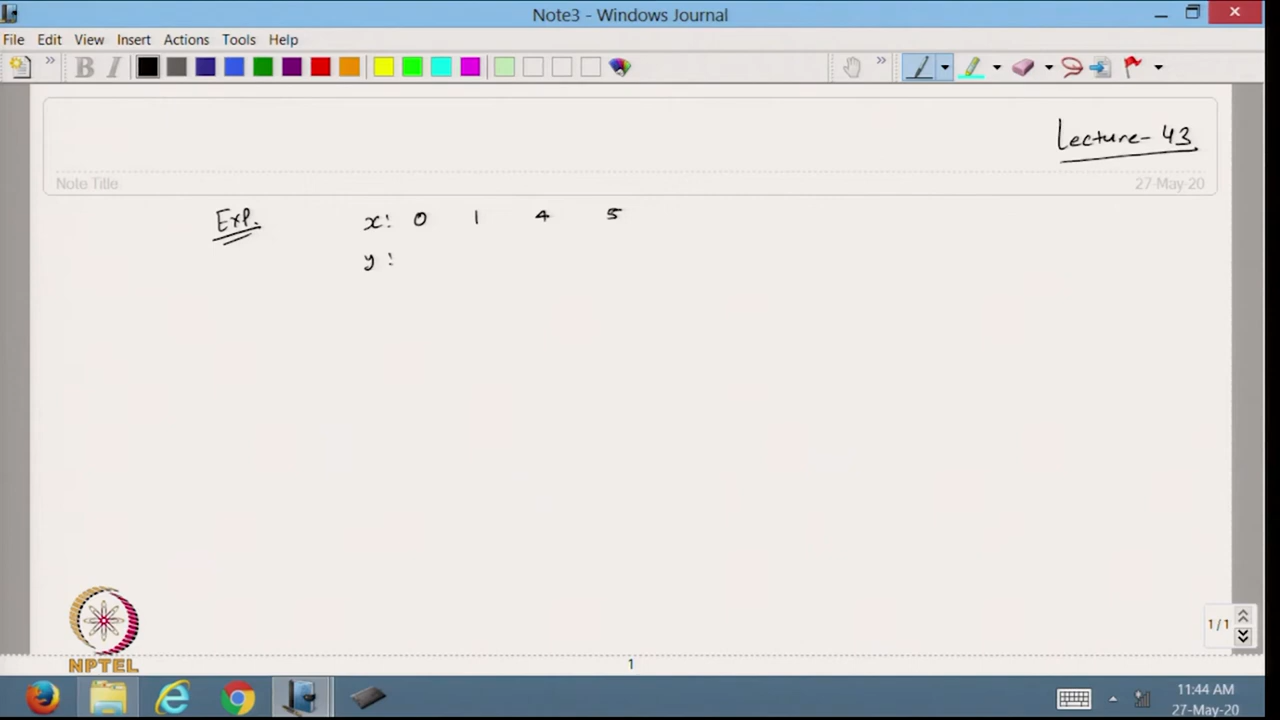 Note3 - Windows Journal
File Edit View Insert Actions Tools Help
B I
Lecture-43
Note Title
27-May-20
Exp. x: 0 1 4 5
y:
1/1
NPTEL
1
11:44 AM
27-May-20